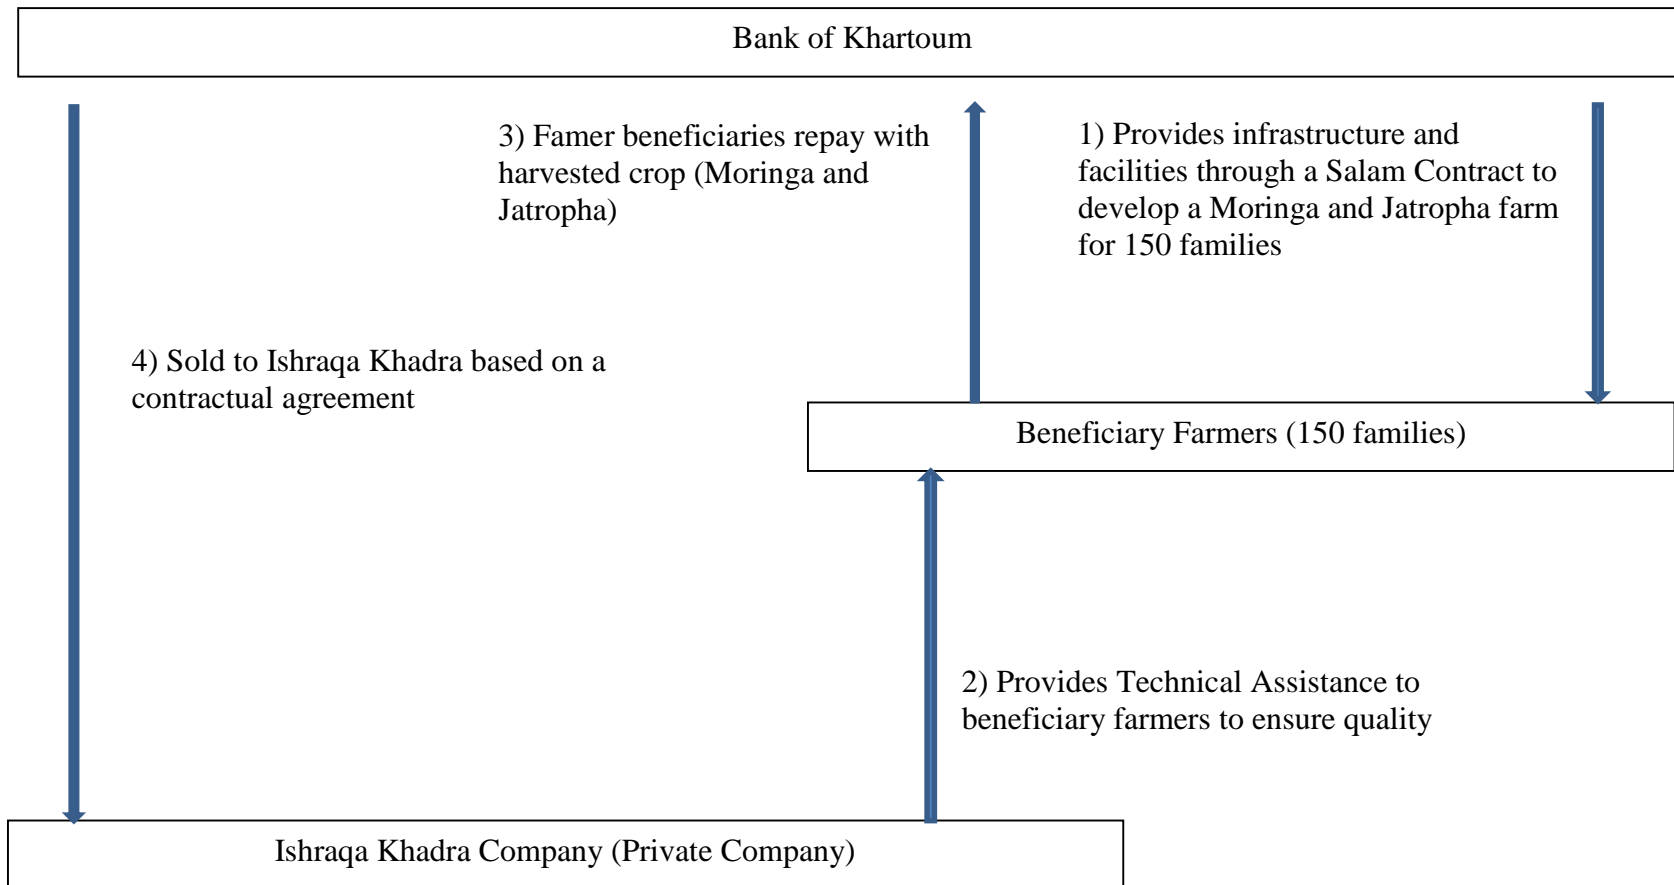 Bank of Khartoum
3) Famer beneficiaries repay with
harvested crop (Moringa and
Jatropha)
1) Provides infrastructure and
facilities through a Salam Contract to
develop a Moringa and Jatropha farm
for 150 families
4) Sold to Ishraqa Khadra based on a
contractual agreement
Beneficiary Farmers (150 families)
2) Provides Technical Assistance to
beneficiary farmers to ensure quality
Ishraqa Khadra Company (Private Company)